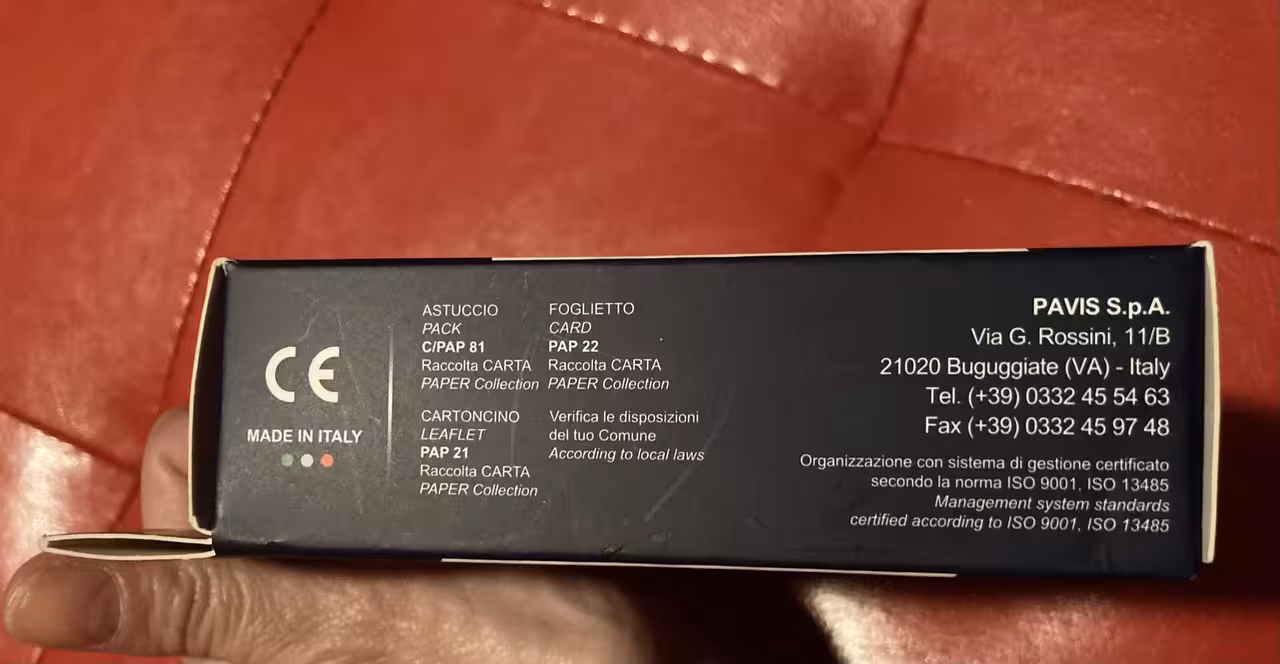 CE
MADE IN ITALY
ASTUCCIO
PACK
C/PAP 81
Raccolta CARTA
PAPER Collection
FOGLIETTO
CARD
PAP 22
Raccolta CARTA
PAPER Collection
CARTONCINO
LEAFLET
PAP 21
Raccolta CARTA
PAPER Collection
Verifica le disposizioni
del tuo Comune
According to local laws
PAVIS S.p.A.
Via G. Rossini, 11/B
21020 Buguggiate (VA) - Italy
Tel. (+39) 0332 45 54 63
Fax (+39) 0332 45 97 48
Organizzazione con sistema di gestione certificato
secondo la norma ISO 9001, ISO 13485
Management system standards
certified according to ISO 9001, ISO 13485